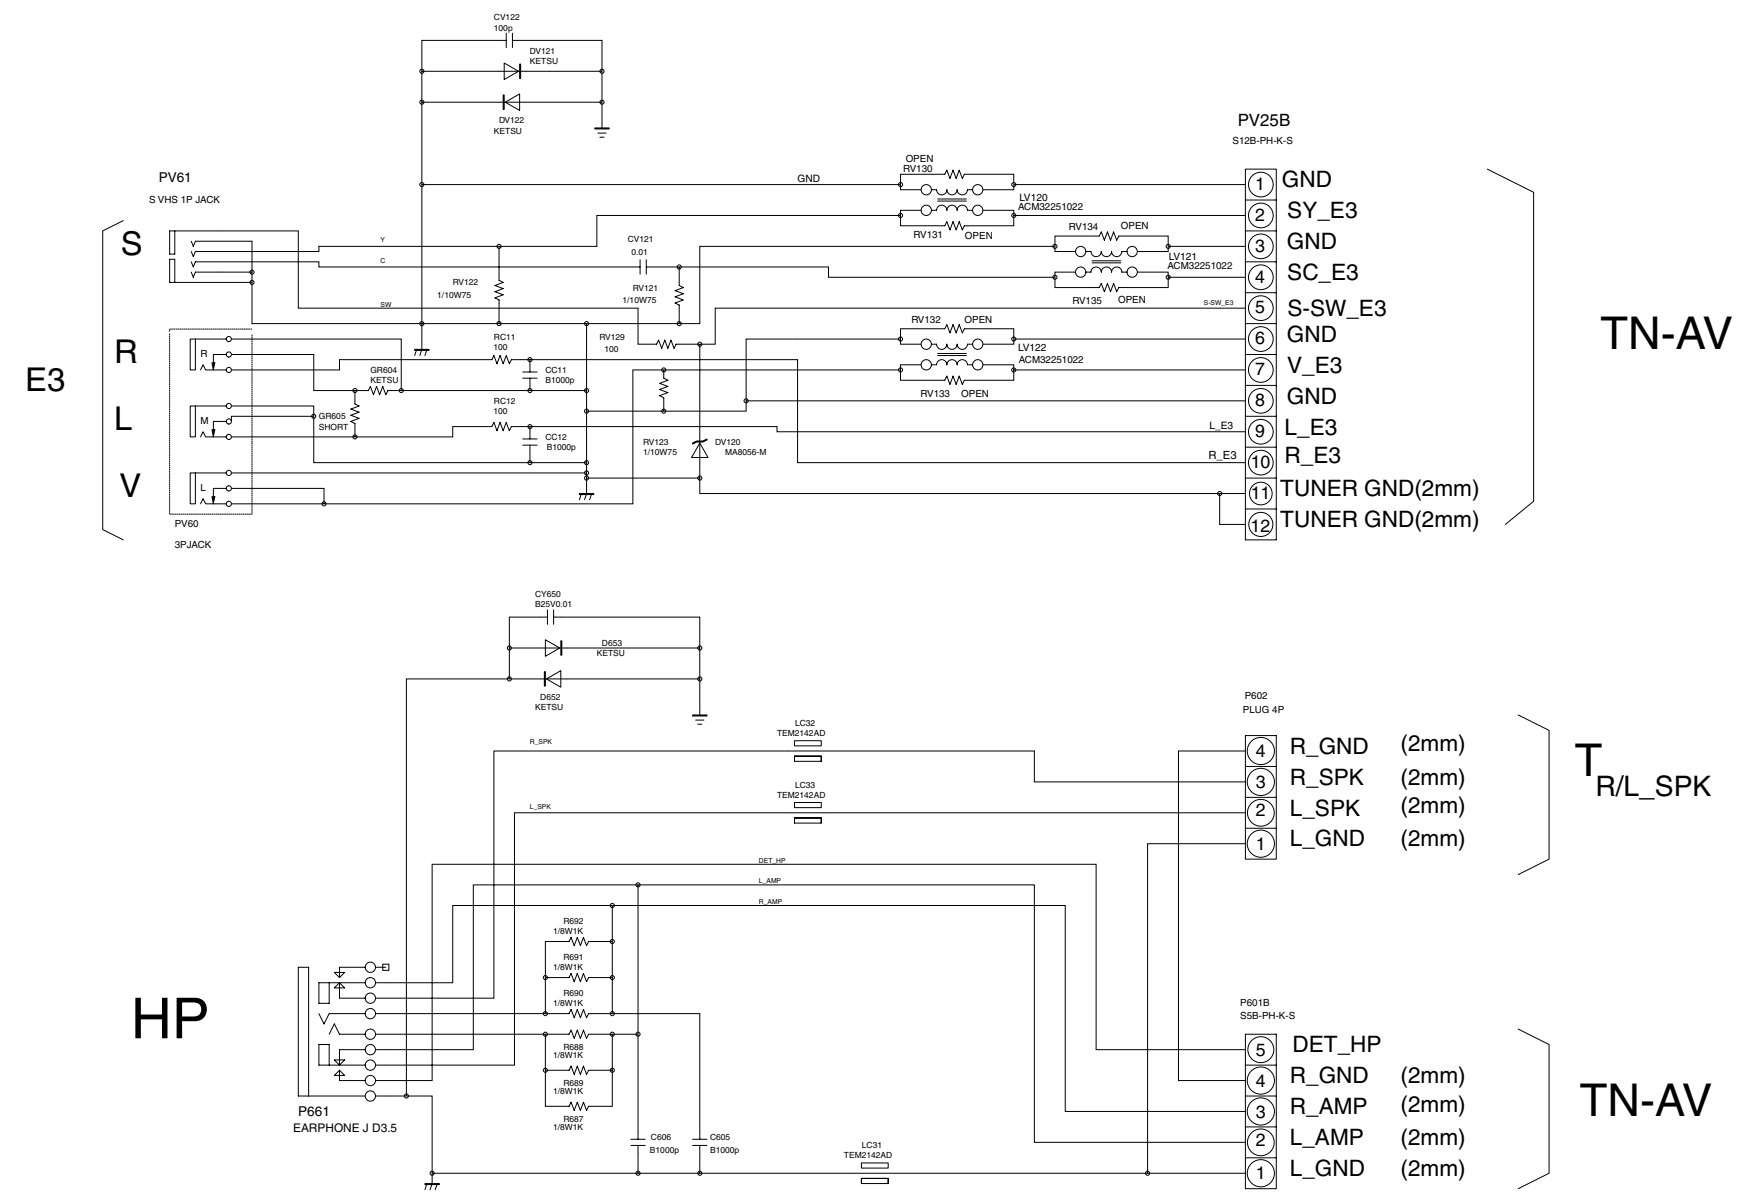 CV122
100p
DV121
KETSU
DV122
KETSU
PV25B
S12B-PH-K-S
PV61
S VHS 1P JACK
OPEN
RV130
GND
LV120
ACM32251022
RV131 OPEN
1 GND
2 SY_E3
3 GND
4 SC_E3
5 S-SW_E3
6 GND
7 V_E3
8 GND
9 L_E3
10 R_E3
11 TUNER GND(2mm)
12 TUNER GND(2mm)
TN-AV
E3
S
R
L
V
Y
C
SW
CV121
0.01
RV122
1/10W75
RV121
1/10W75
RV134 OPEN
LV121
ACM32251022
RV135 OPEN
S-SW_E3
RV132 OPEN
LV122
ACM32251022
RV133 OPEN
RC11
100
RV129
100
CC11
B1000p
GR604
KETSU
GR605
SHORT
RC12
100
CC12
B1000p
RV123
1/10W75
DV120
MA8056-M
L_E3
R_E3
R
M
L
PV60
3PJACK
CY650
B25V0.01
D653
KETSU
D652
KETSU
P602
PLUG 4P
LC32
TEM2142AD
R_SPK
LC33
TEM2142AD
L_SPK
4 R_GND (2mm)
3 R_SPK (2mm)
2 L_SPK (2mm)
1 L_GND (2mm)
T
R/L_SPK
DET_HP
L_AMP
R_AMP
R692
1/8W1K
R691
1/8W1K
R690
1/8W1K
R688
1/8W1K
R689
1/8W1K
R687
1/8W1K
HP
P661
EARPHONE J D3.5
C606
B1000p
C605
B1000p
LC31
TEM2142AD
P601B
S5B-PH-K-S
5 DET_HP
4 R_GND (2mm)
3 R_AMP (2mm)
2 L_AMP (2mm)
1 L_GND (2mm)
TN-AV